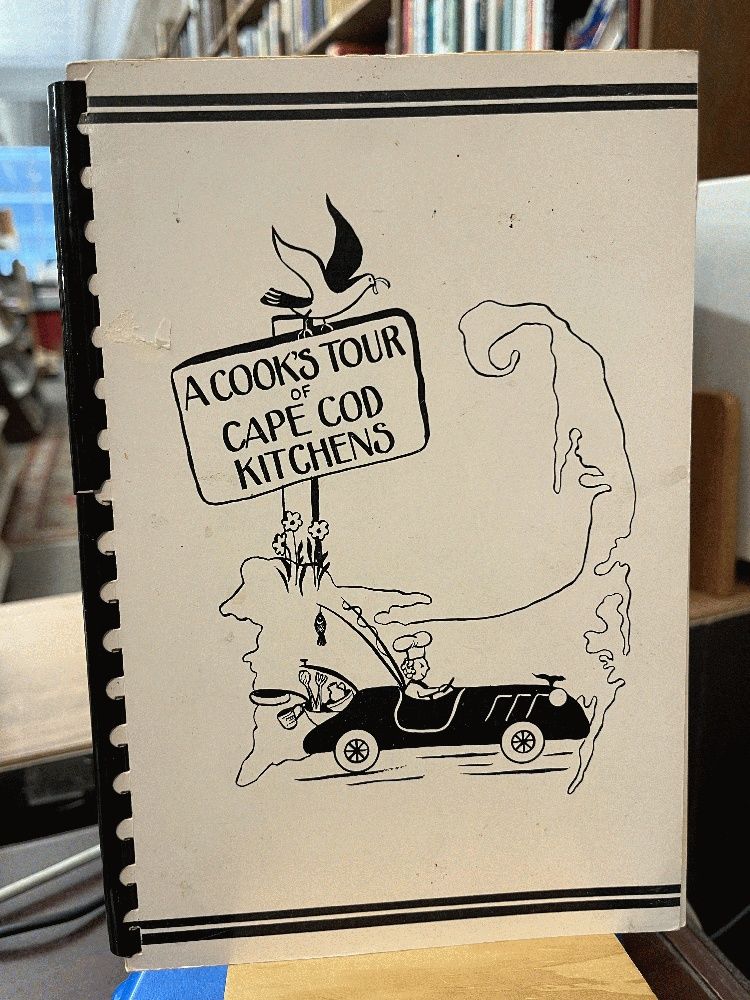 A COOK'S TOUR
OF
CAPE COD
KITCHENS